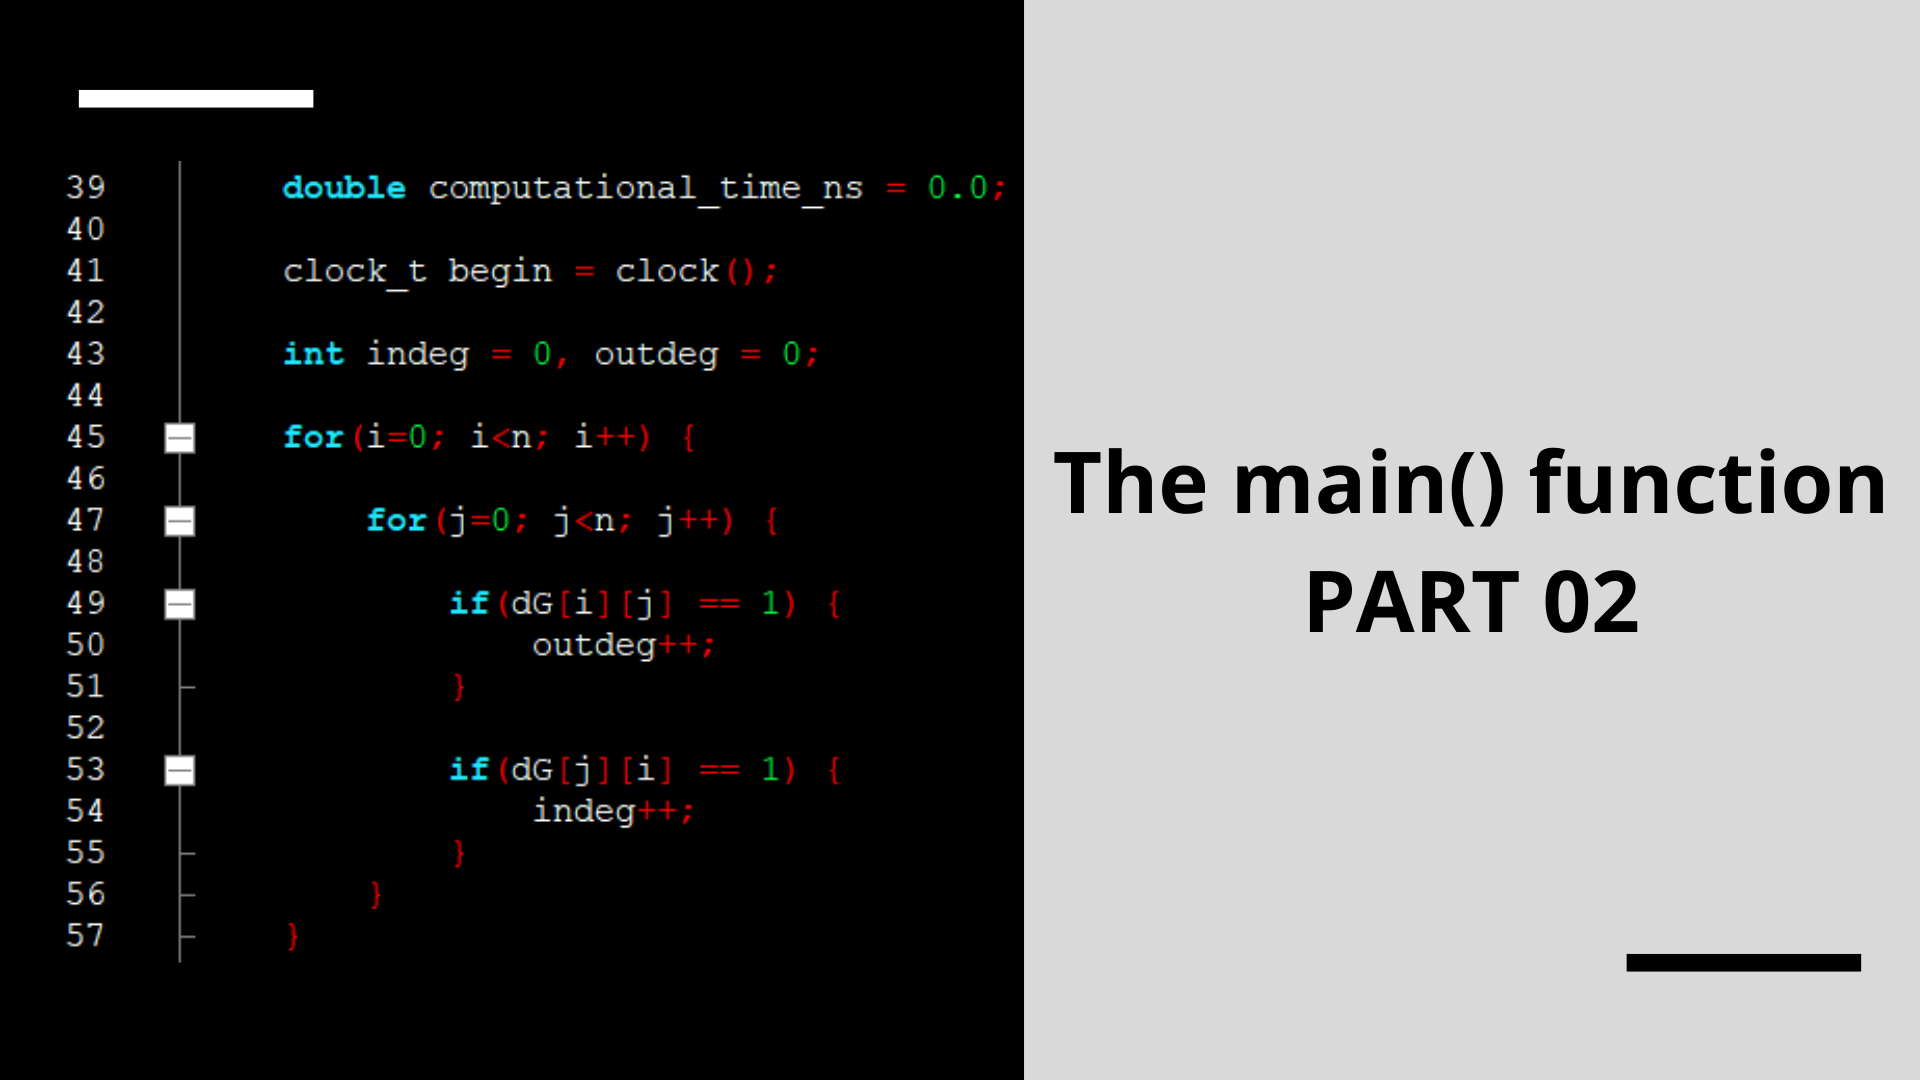 39 double computational_time_ns = 0.0;
40
41 clock_t begin = clock();
42
43 int indeg = 0, outdeg = 0;
44
45 for(i=0; i<n; i++) {
46
47 for(j=0; j<n; j++) {
48
49 if(dG[i][j] == 1) {
50 outdeg++;
51 }
52
53 if(dG[j][i] == 1) {
54 indeg++;
55 }
56 }
57 }
The main() function
PART 02